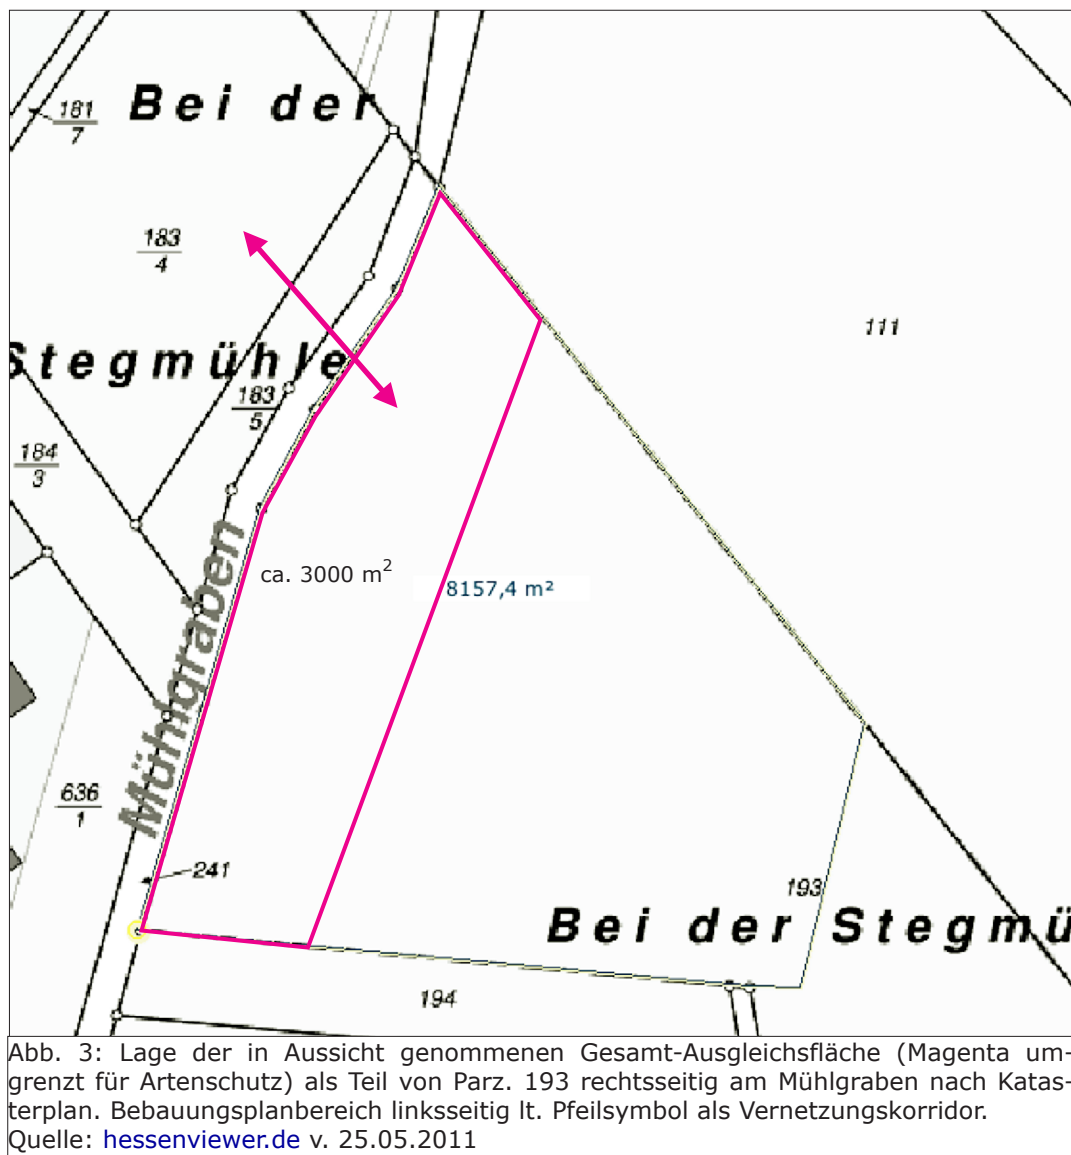 Bei der
181
7
183
4
111
Stegmühle
183
5
184
3
ca. 3000 m²
8157,4 m²
Mühlgraben
636
1
241
193
Bei der Stegmü
194
Abb. 3: Lage der in Aussicht genommenen Gesamt-Ausgleichsfläche (Magenta um-
grenzt für Artenschutz) als Teil von Parz. 193 rechtsseitig am Mühlgraben nach Katas-
terplan. Bebauungsplanbereich linksseitig lt. Pfeilsymbol als Vernetzungskorridor.
Quelle: hessenviewer.de v. 25.05.2011